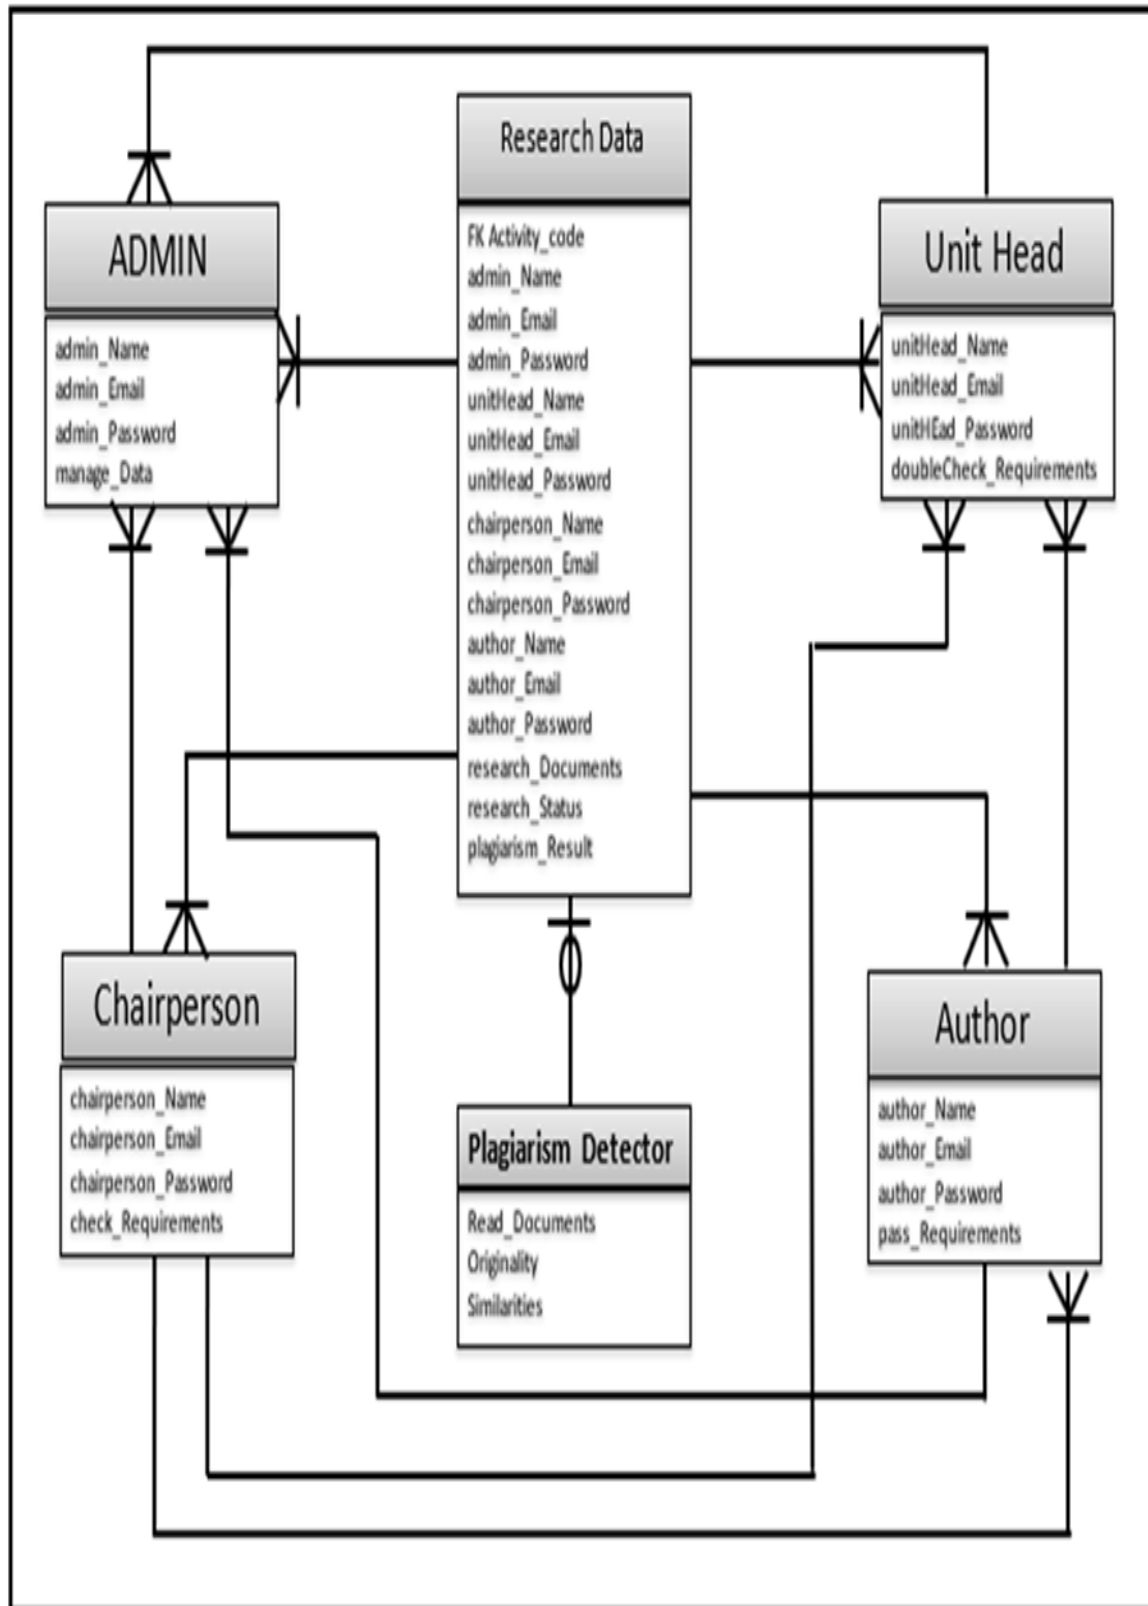 Research Data
FK Activity_code
admin_Name
admin_Email
admin_Password
unitHead_Name
unitHead_Email
unitHead_Password
chairperson_Name
chairperson_Email
chairperson_Password
author_Name
author_Email
author_Password
research_Documents
research_Status
plagiarism_Result
ADMIN
admin_Name
admin_Email
admin_Password
manage_Data
Unit Head
unitHead_Name
unitHead_Email
unitHEad_Password
doubleCheck_Requirements
Chairperson
chairperson_Name
chairperson_Email
chairperson_Password
check_Requirements
Plagiarism Detector
Read_Documents
Originality
Similarities
Author
author_Name
author_Email
author_Password
pass_Requirements